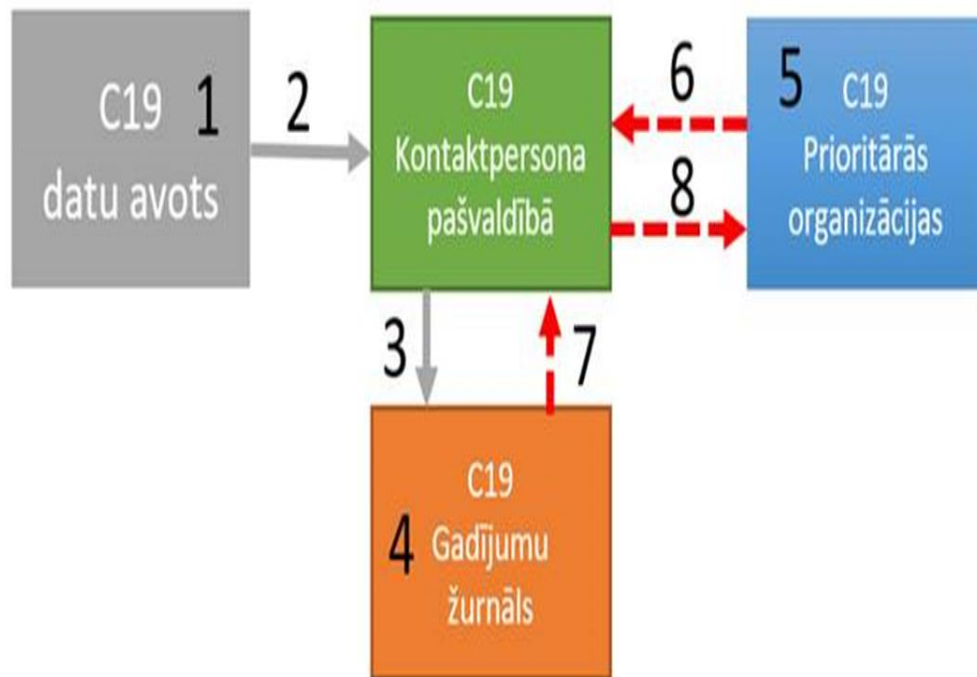 C19 1
datu avots
2
C19
Kontaktpersona
pašvaldībā
6
8
5 C19
Prioritārās
organizācijas
3
7
C19
4 Gadījumu
žurnāls